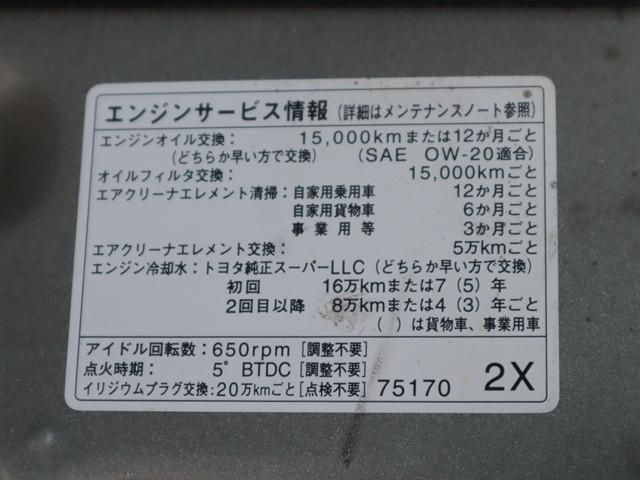 エンジンサービス情報 (詳細はメンテナンスノート参照)
エンジンオイル交換： 15,000kmまたは12か月ごと
(どちらか早い方で交換) (SAE 0W-20適合)
オイルフィルタ交換： 15,000kmごと
エアクリーナエレメント清掃：自家用乗用車 12か月ごと
自家用貨物車 6か月ごと
事業用等 3か月ごと
エアクリーナエレメント交換： 5万kmごと
エンジン冷却水：トヨタ純正スーパーLLC (どちらか早い方で交換)
初回 16万kmまたは7 (5) 年
2回目以降 8万kmまたは4 (3) 年ごと
( ) は貨物車、事業用車
アイドル回転数：650rpm [調整不要]
点火時期： 5° BTDC [調整不要]
イリジウムプラグ交換：20万kmごと [点検不要] 75170 2X